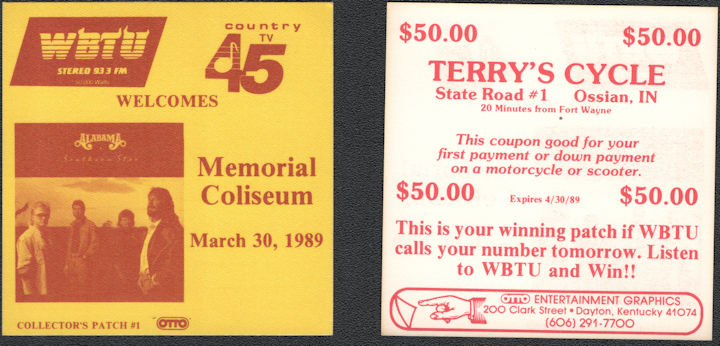 WBTU
STEREO 93.3 FM
50,000 Watts
country
TV
45
WELCOMES
ALABAMA
Southern Star
Memorial
Coliseum
March 30, 1989
COLLECTOR'S PATCH #1 OTTO
$50.00 $50.00
TERRY'S CYCLE
State Road #1 Ossian, IN
20 Minutes from Fort Wayne
This coupon good for your
first payment or down payment
on a motorcycle or scooter.
$50.00 Expires 4/30/89 $50.00
This is your winning patch if WBTU
calls your number tomorrow. Listen
to WBTU and Win!!
OTTO ENTERTAINMENT GRAPHICS
200 Clark Street • Dayton, Kentucky 41074
(606) 291-7700